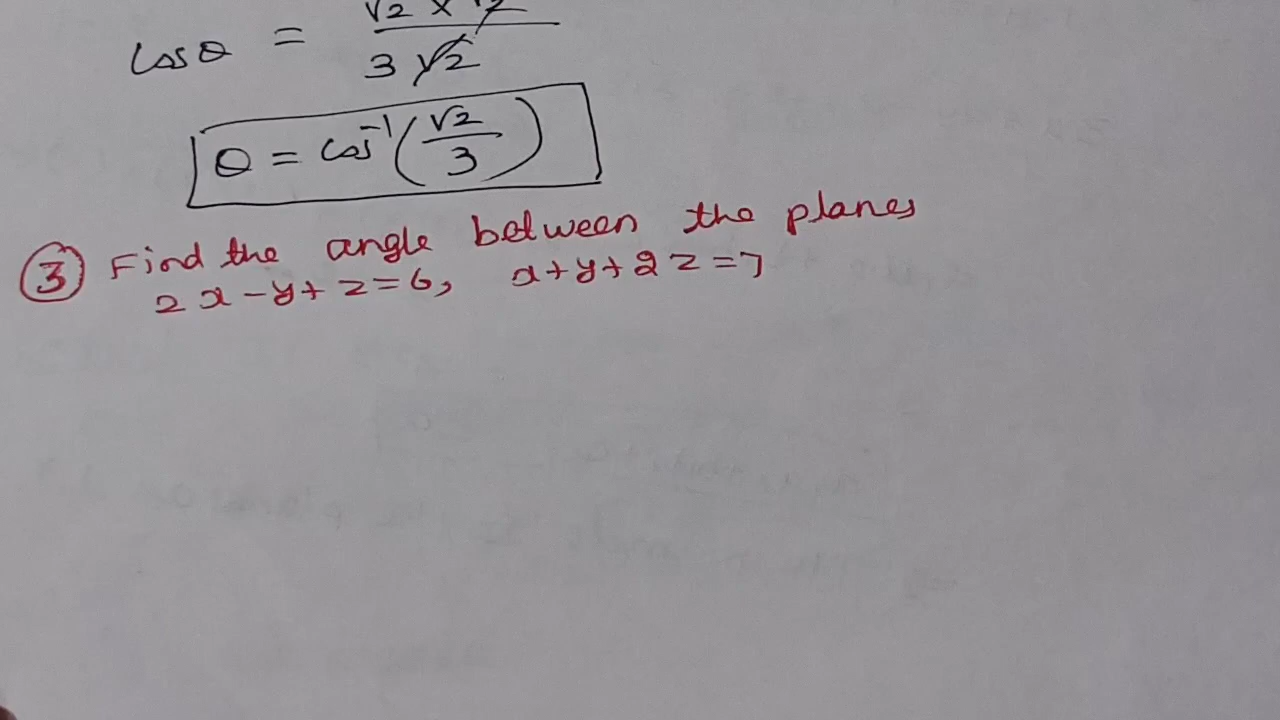 cosθ = √2 × √2 / 3√2
θ = cos⁻¹(√2/3)
③ Find the angle between the planes
2x-y+z=6, x+y+2z=7